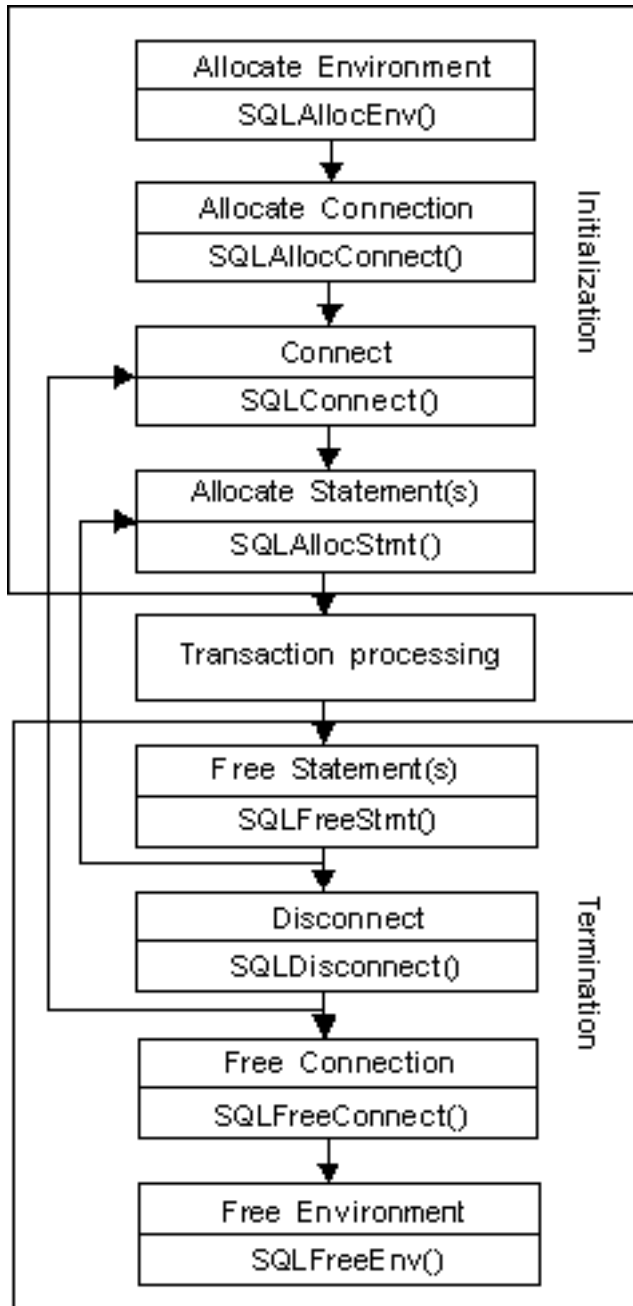 Allocate Environment
SQLAllocEnv()
Allocate Connection
SQLAllocConnect()
Initialization
Connect
SQLConnect()
Allocate Statement(s)
SQLAllocStmt()
Transaction processing
Free Statement(s)
SQLFreeStmt()
Disconnect
SQLDisconnect()
Termination
Free Connection
SQLFreeConnect()
Free Environment
SQLFreeEnv()